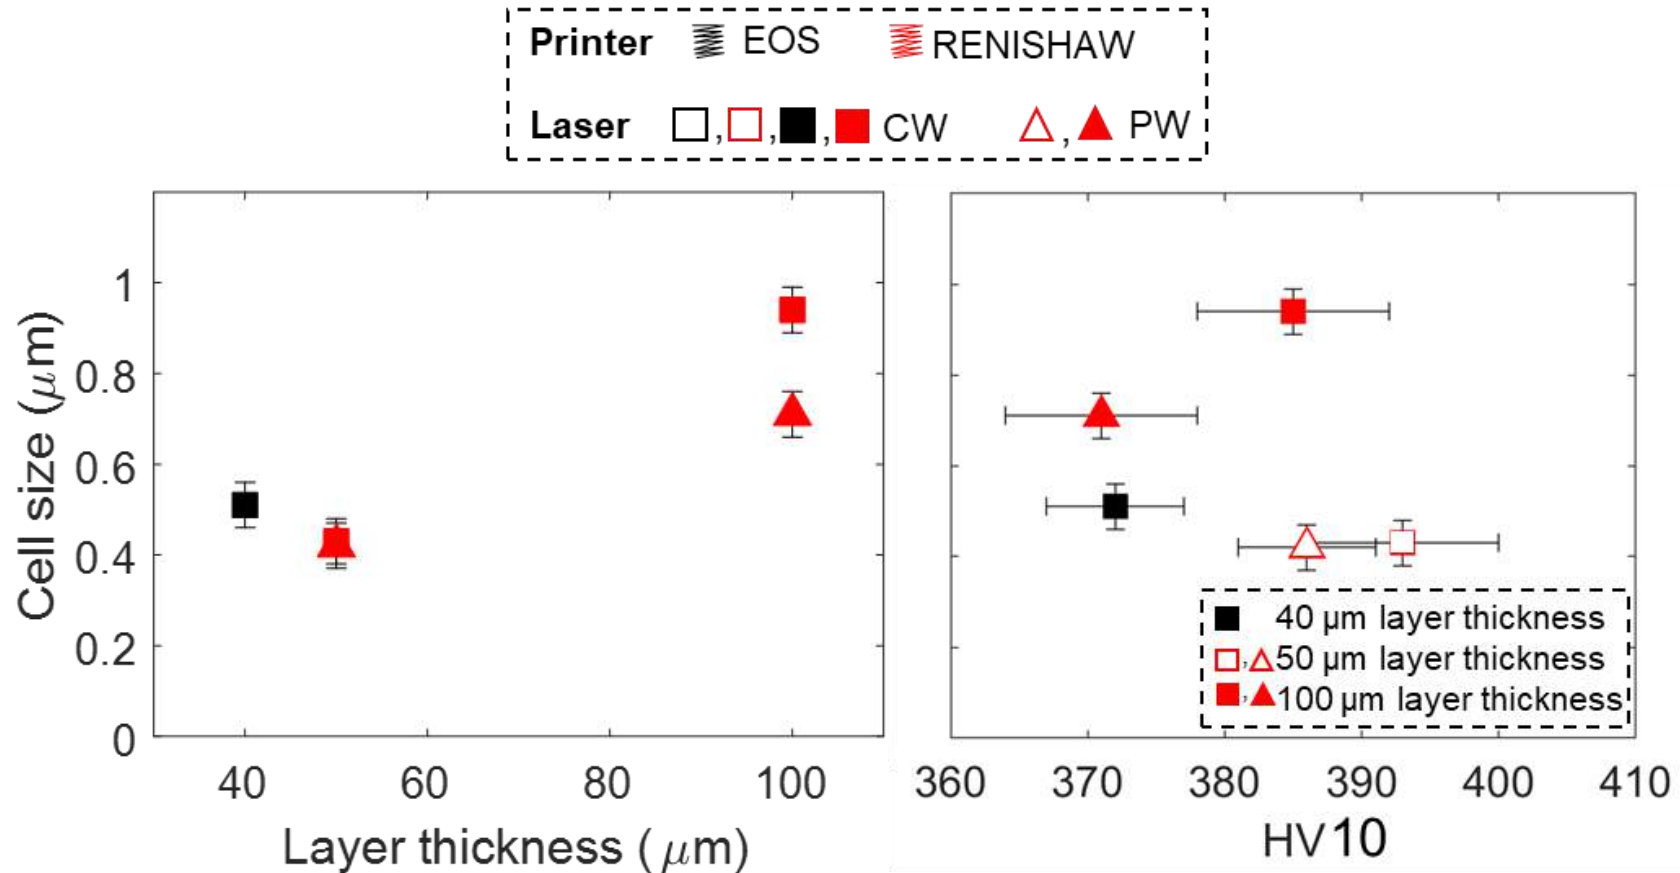 Printer EOS RENISHAW
Laser , , , CW , PW
Cell size (μm)
1
0.8
0.6
0.4
0.2
0
40 60 80 100
Layer thickness (μm)
40 μm layer thickness
, 50 μm layer thickness
, 100 μm layer thickness
360 370 380 390 400 410
HV10